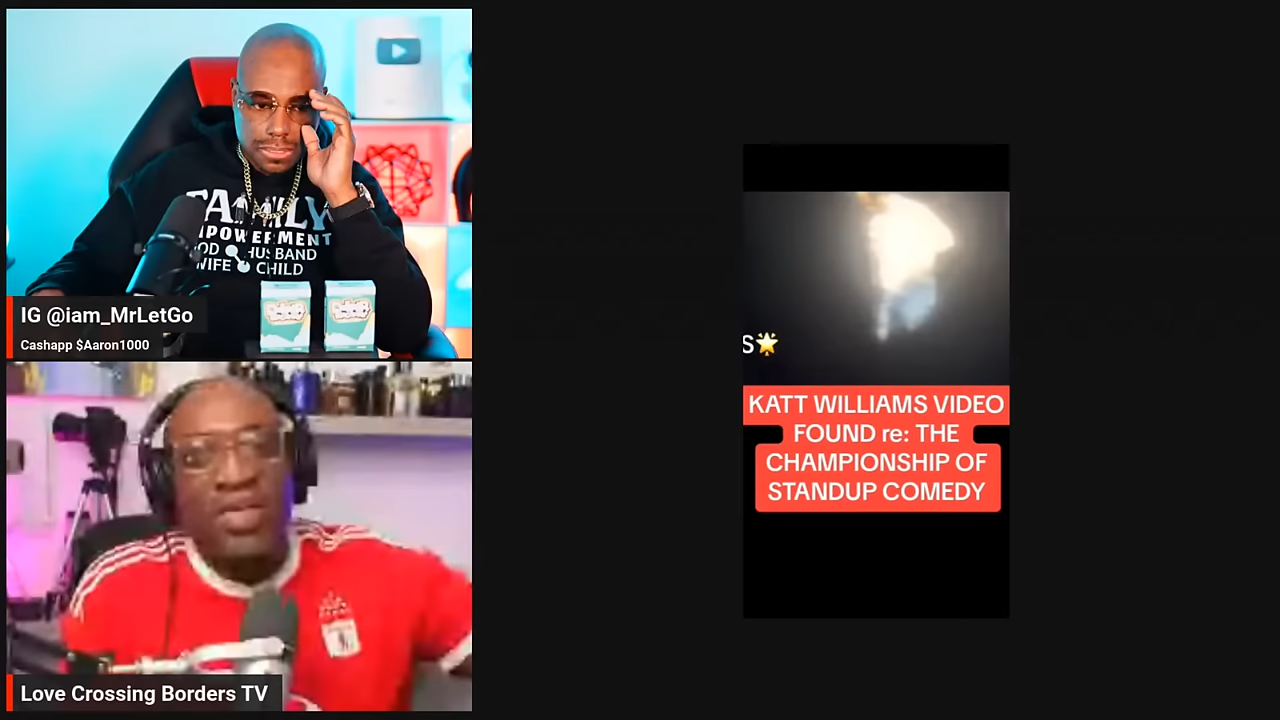 FAMILY
EMPOWERMENT
GOD HUSBAND
WIFE CHILD
IG @iam_MrLetGo
Cashapp $Aaron1000
Love Crossing Borders TV
S🌟
KATT WILLIAMS VIDEO
FOUND re: THE
CHAMPIONSHIP OF
STANDUP COMEDY